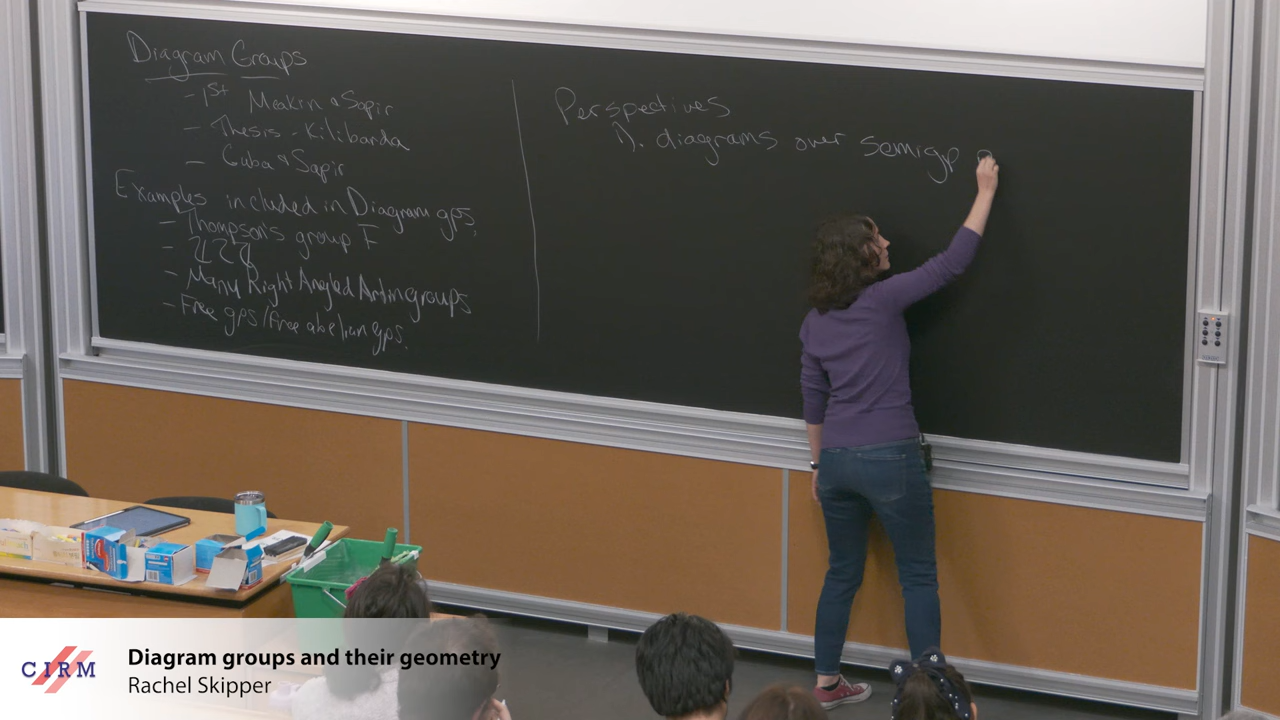 Diagram Groups
- 1st Meakin & Sapir
- Thesis - Kilibarda
- Guba & Sapir
Examples included in Diagram gps,
- Thompson's group F
- Z ≀ Z
- Many Right Angled Artin groups
- Free gps/free abelian gps.
Perspectives
1). diagrams over semigp
CIRM
Diagram groups and their geometry
Rachel Skipper